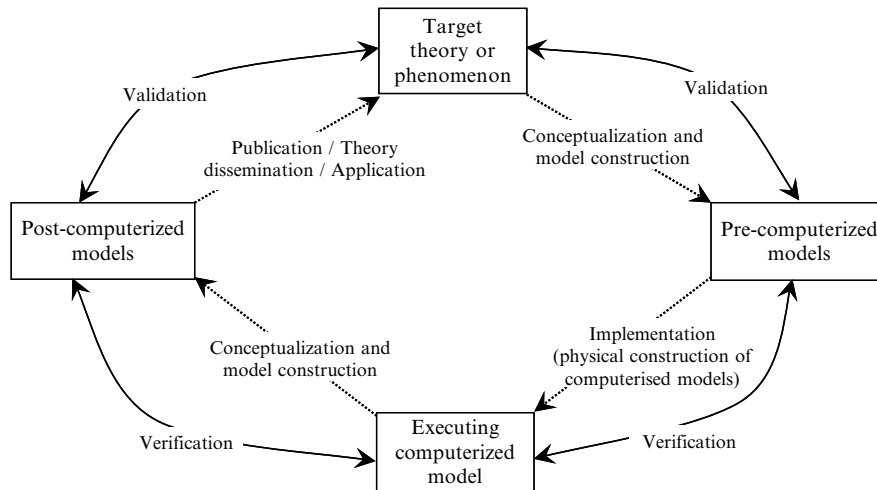 Target
theory or
phenomenon
Validation
Validation
Publication / Theory
dissemination / Application
Conceptualization and
model construction
Post-computerized
models
Pre-computerized
models
Conceptualization and
model construction
Implementation
(physical construction of
computerised models)
Verification
Executing
computerized
model
Verification